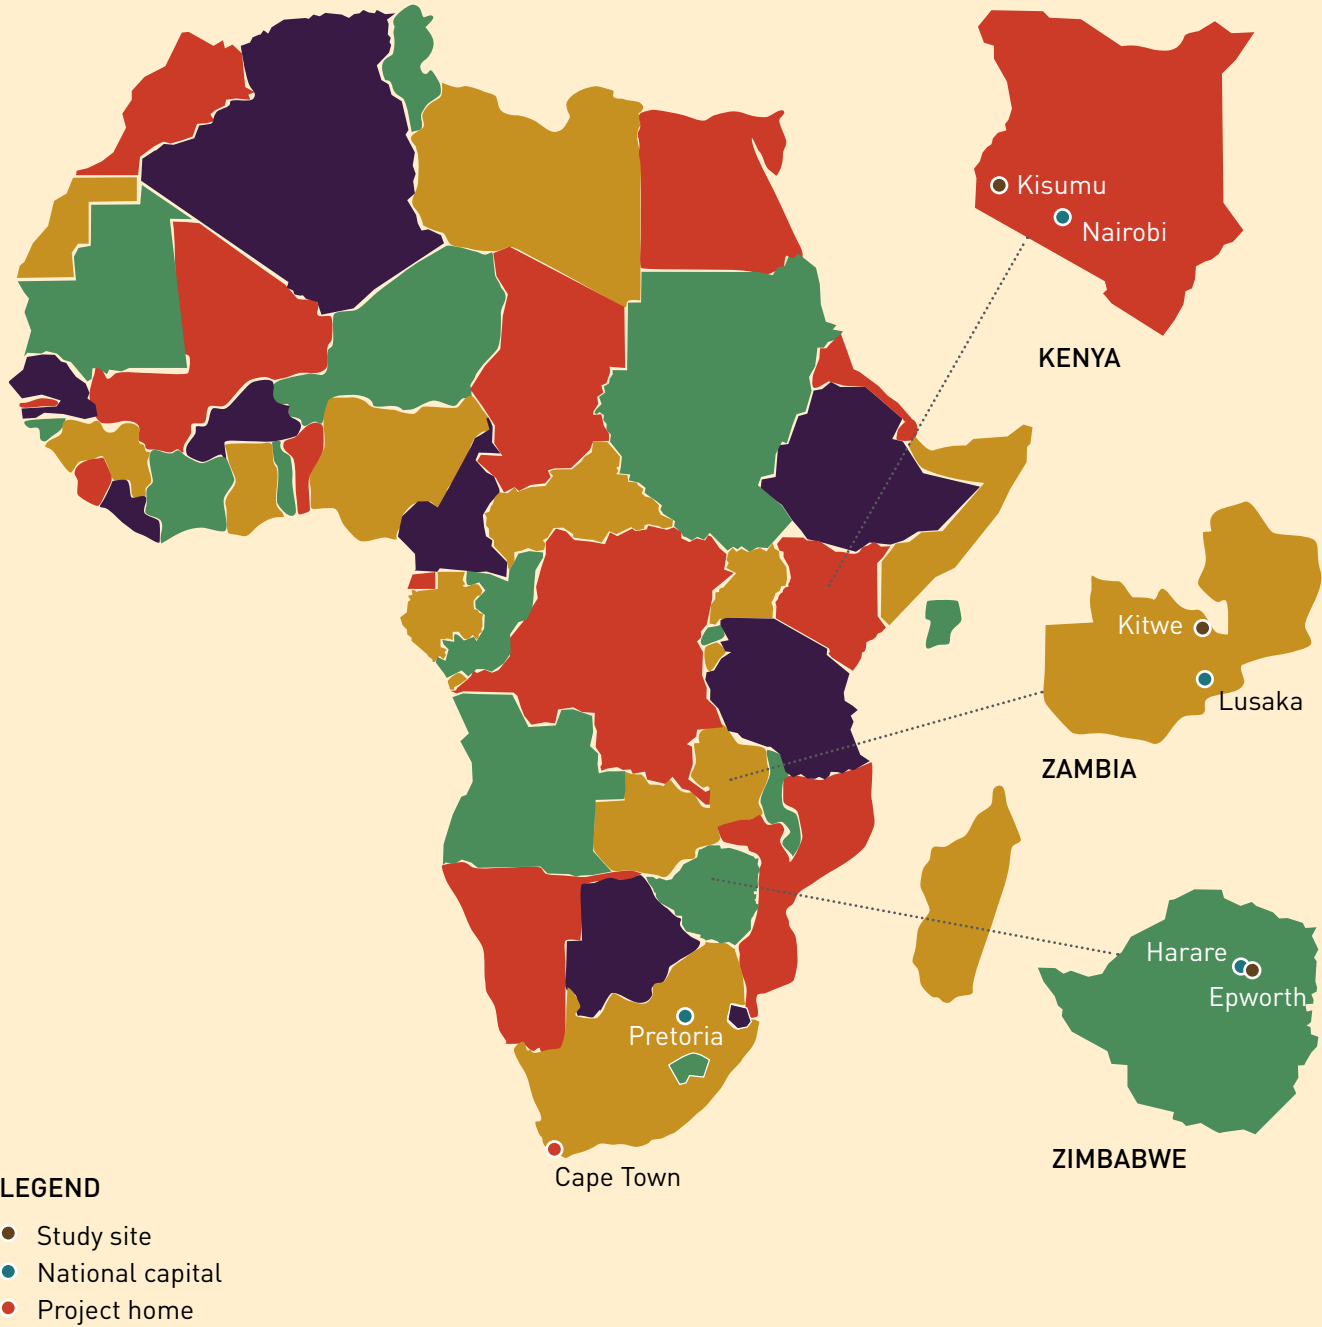 Kisumu
Nairobi
KENYA
Kitwe
Lusaka
ZAMBIA
Harare
Epworth
ZIMBABWE
Pretoria
Cape Town
LEGEND
Study site
National capital
Project home